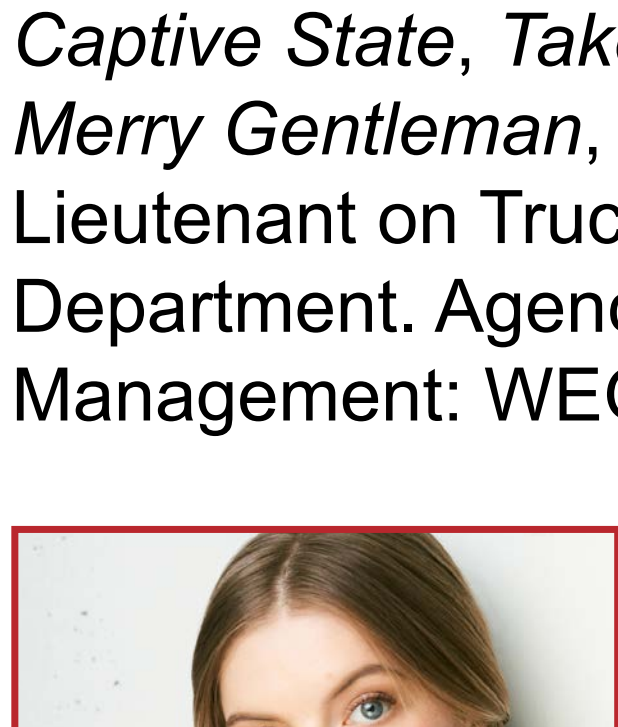 Captive State,
Merry Gentleman,
Lieutenant on
Department.
Management: